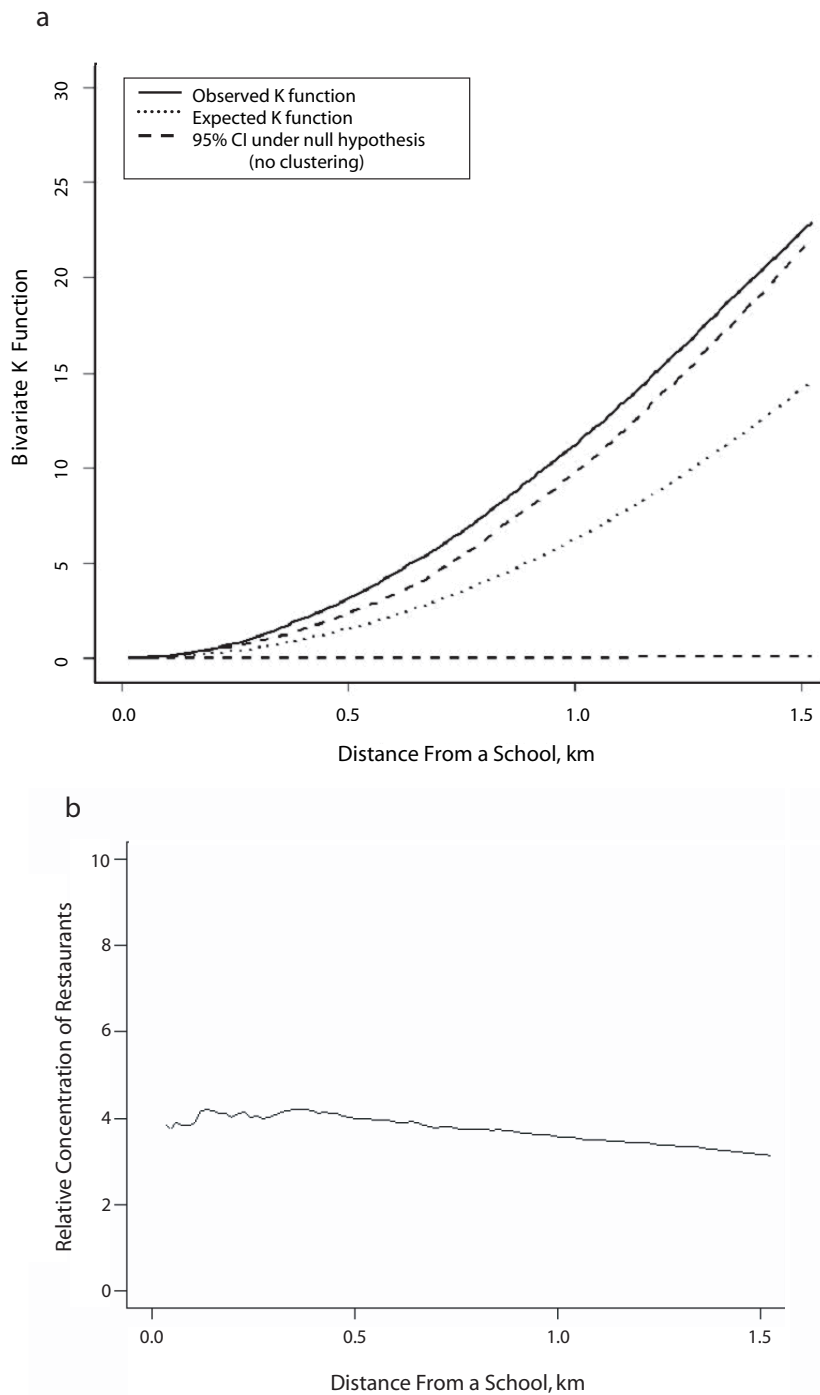 a
30
25
20
15
10
5
0
Bivariate K Function
Observed K function
Expected K function
95% CI under null hypothesis
(no clustering)
0.0 0.5 1.0 1.5
Distance From a School, km
b
10
8
6
4
2
0
Relative Concentration of Restaurants
0.0 0.5 1.0 1.5
Distance From a School, km